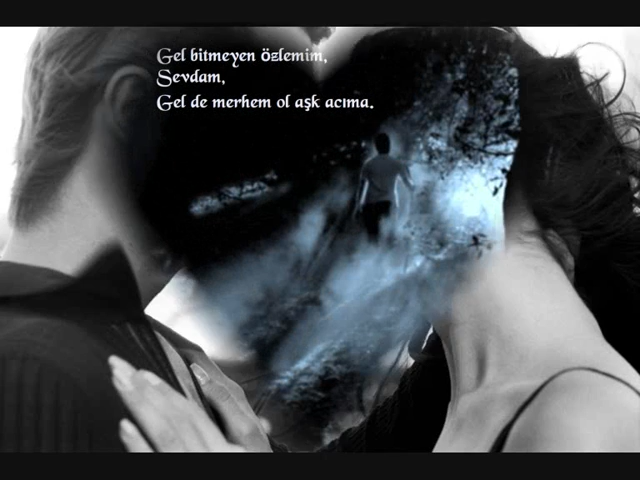 Gel bitmeyen özlemim,
Sevdam,
Gel de merhem ol aşk acıma.